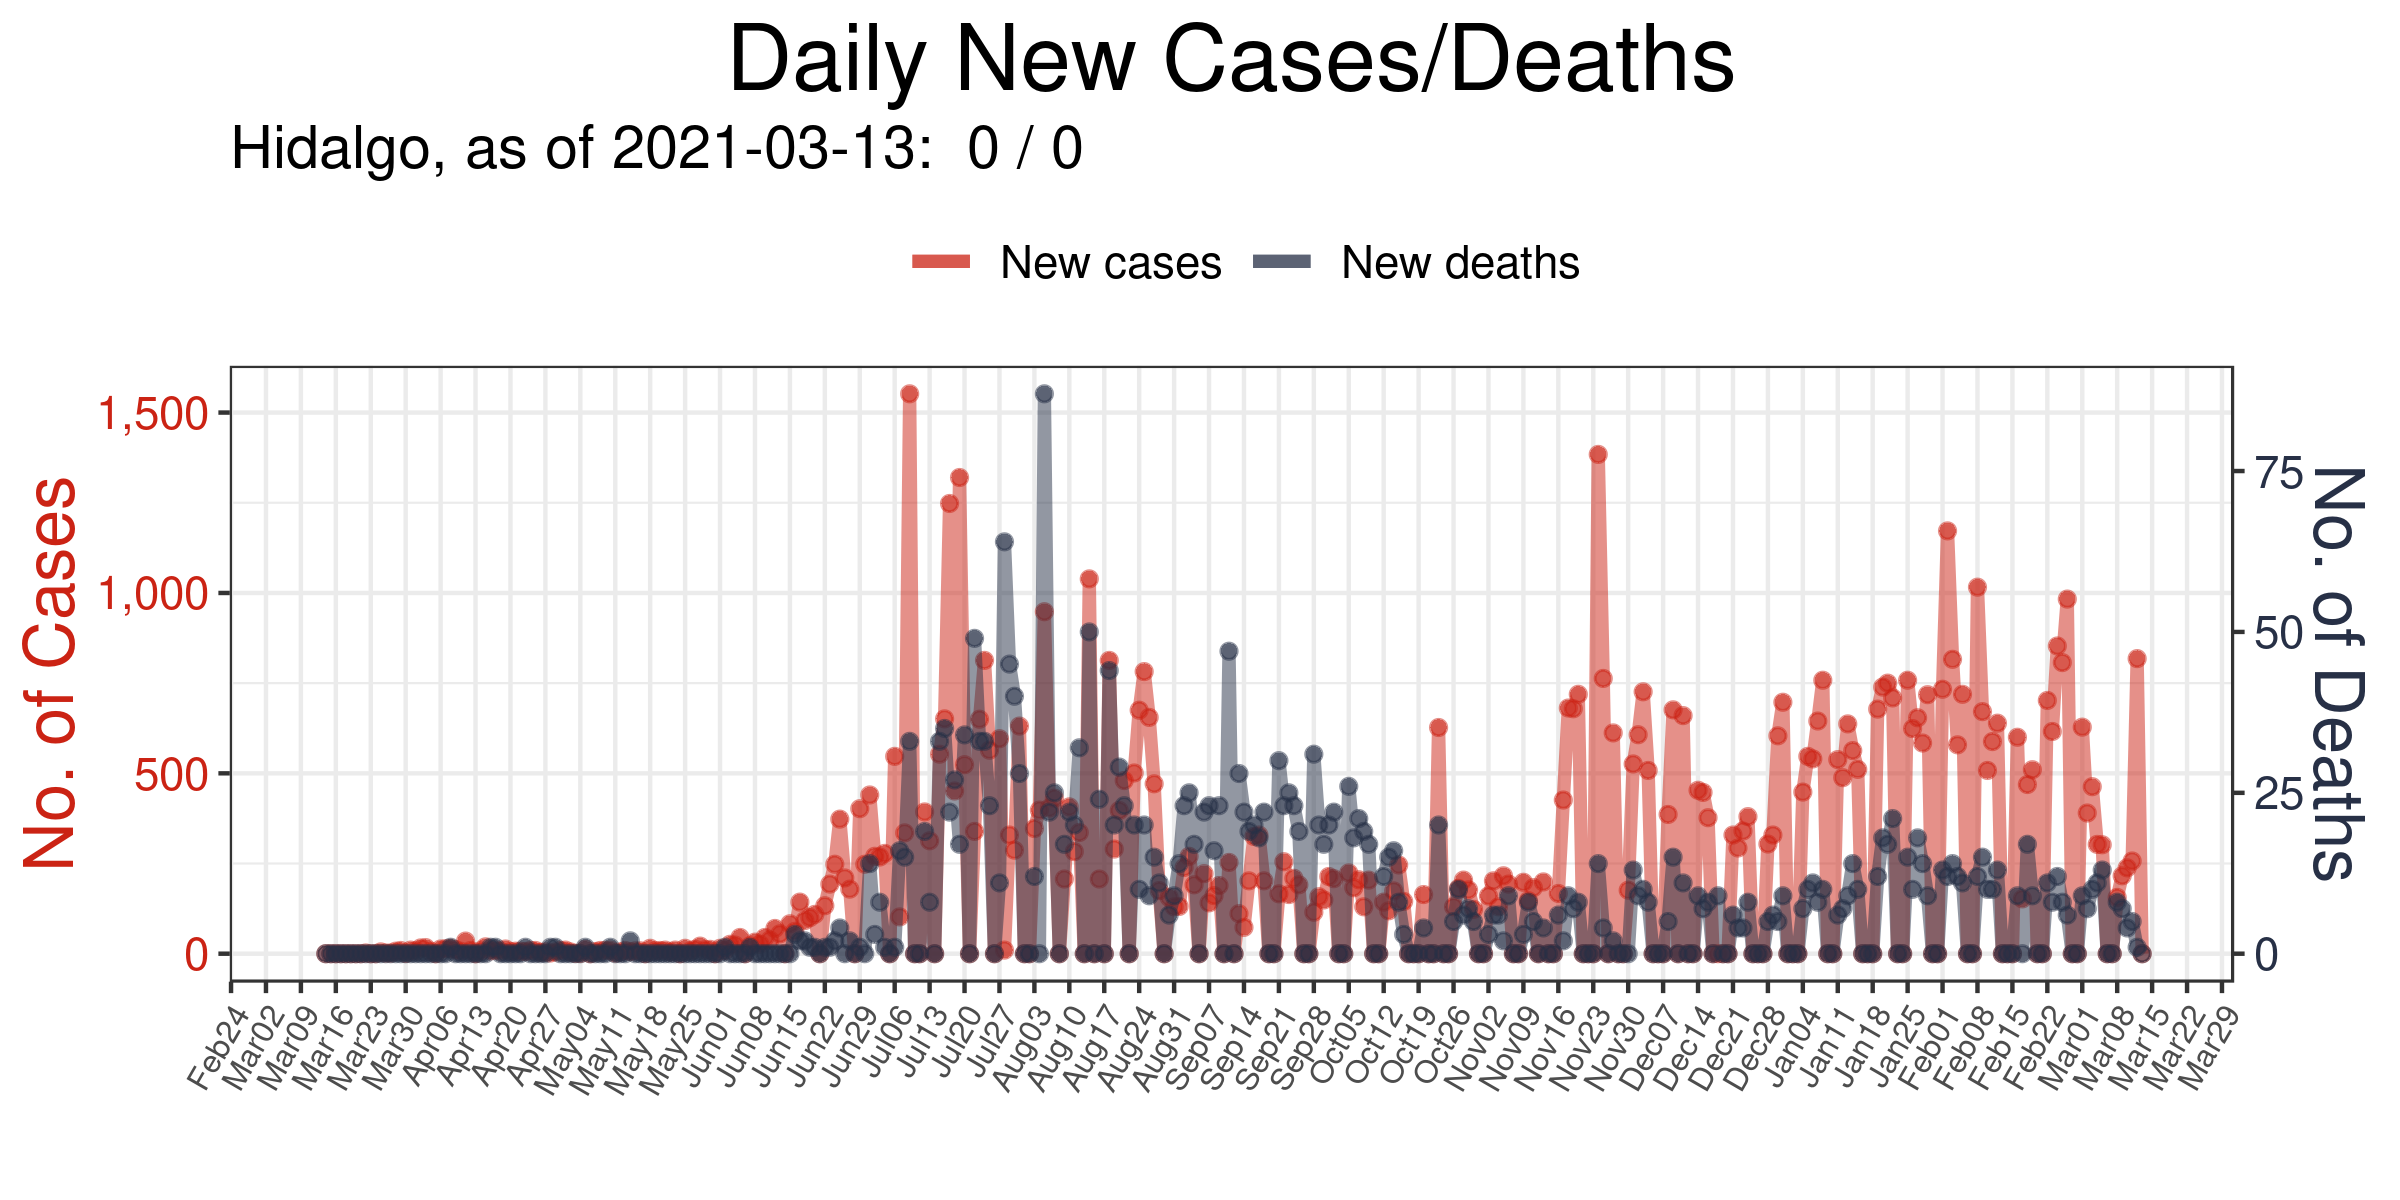 Daily New Cases/Deaths
Hidalgo, as of 2021-03-13:  0 / 0
New cases New deaths
No. of Cases
1,500
1,000
500
0
75
50
25
0
No. of Deaths
Feb24 Mar02 Mar09 Mar16 Mar23 Mar30 Apr06 Apr13 Apr20 Apr27 May04 May11 May18 May25 Jun01 Jun08 Jun15 Jun22 Jun29 Jul06 Jul13 Jul20 Jul27 Aug03 Aug10 Aug17 Aug24 Aug31 Sep07 Sep14 Sep21 Sep28 Oct05 Oct12 Oct19 Oct26 Nov02 Nov09 Nov16 Nov23 Nov30 Dec07 Dec14 Dec21 Dec28 Jan04 Jan11 Jan18 Jan25 Feb01 Feb08 Feb15 Feb22 Mar01 Mar08 Mar15 Mar22 Mar29